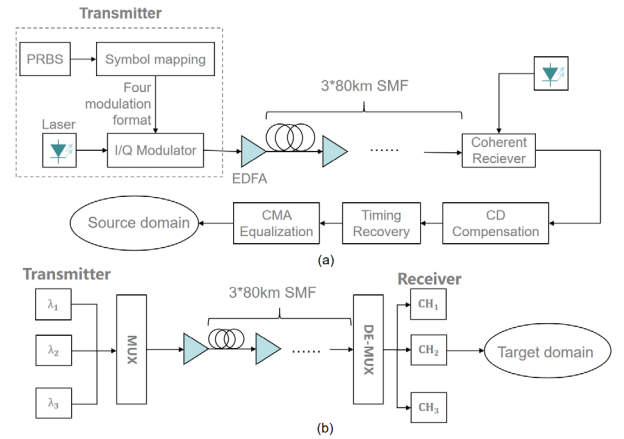 Transmitter
PRBS
Symbol mapping
Four
modulation
format
Laser
I/Q Modulator
EDFA
3*80km SMF
......
Coherent
Reciever
Source domain
CMA
Equalization
Timing
Recovery
CD
Compensation
(a)
Transmitter
λ1
λ2
λ3
MUX
3*80km SMF
......
DE-MUX
Receiver
CH1
CH2
CH3
Target domain
(b)